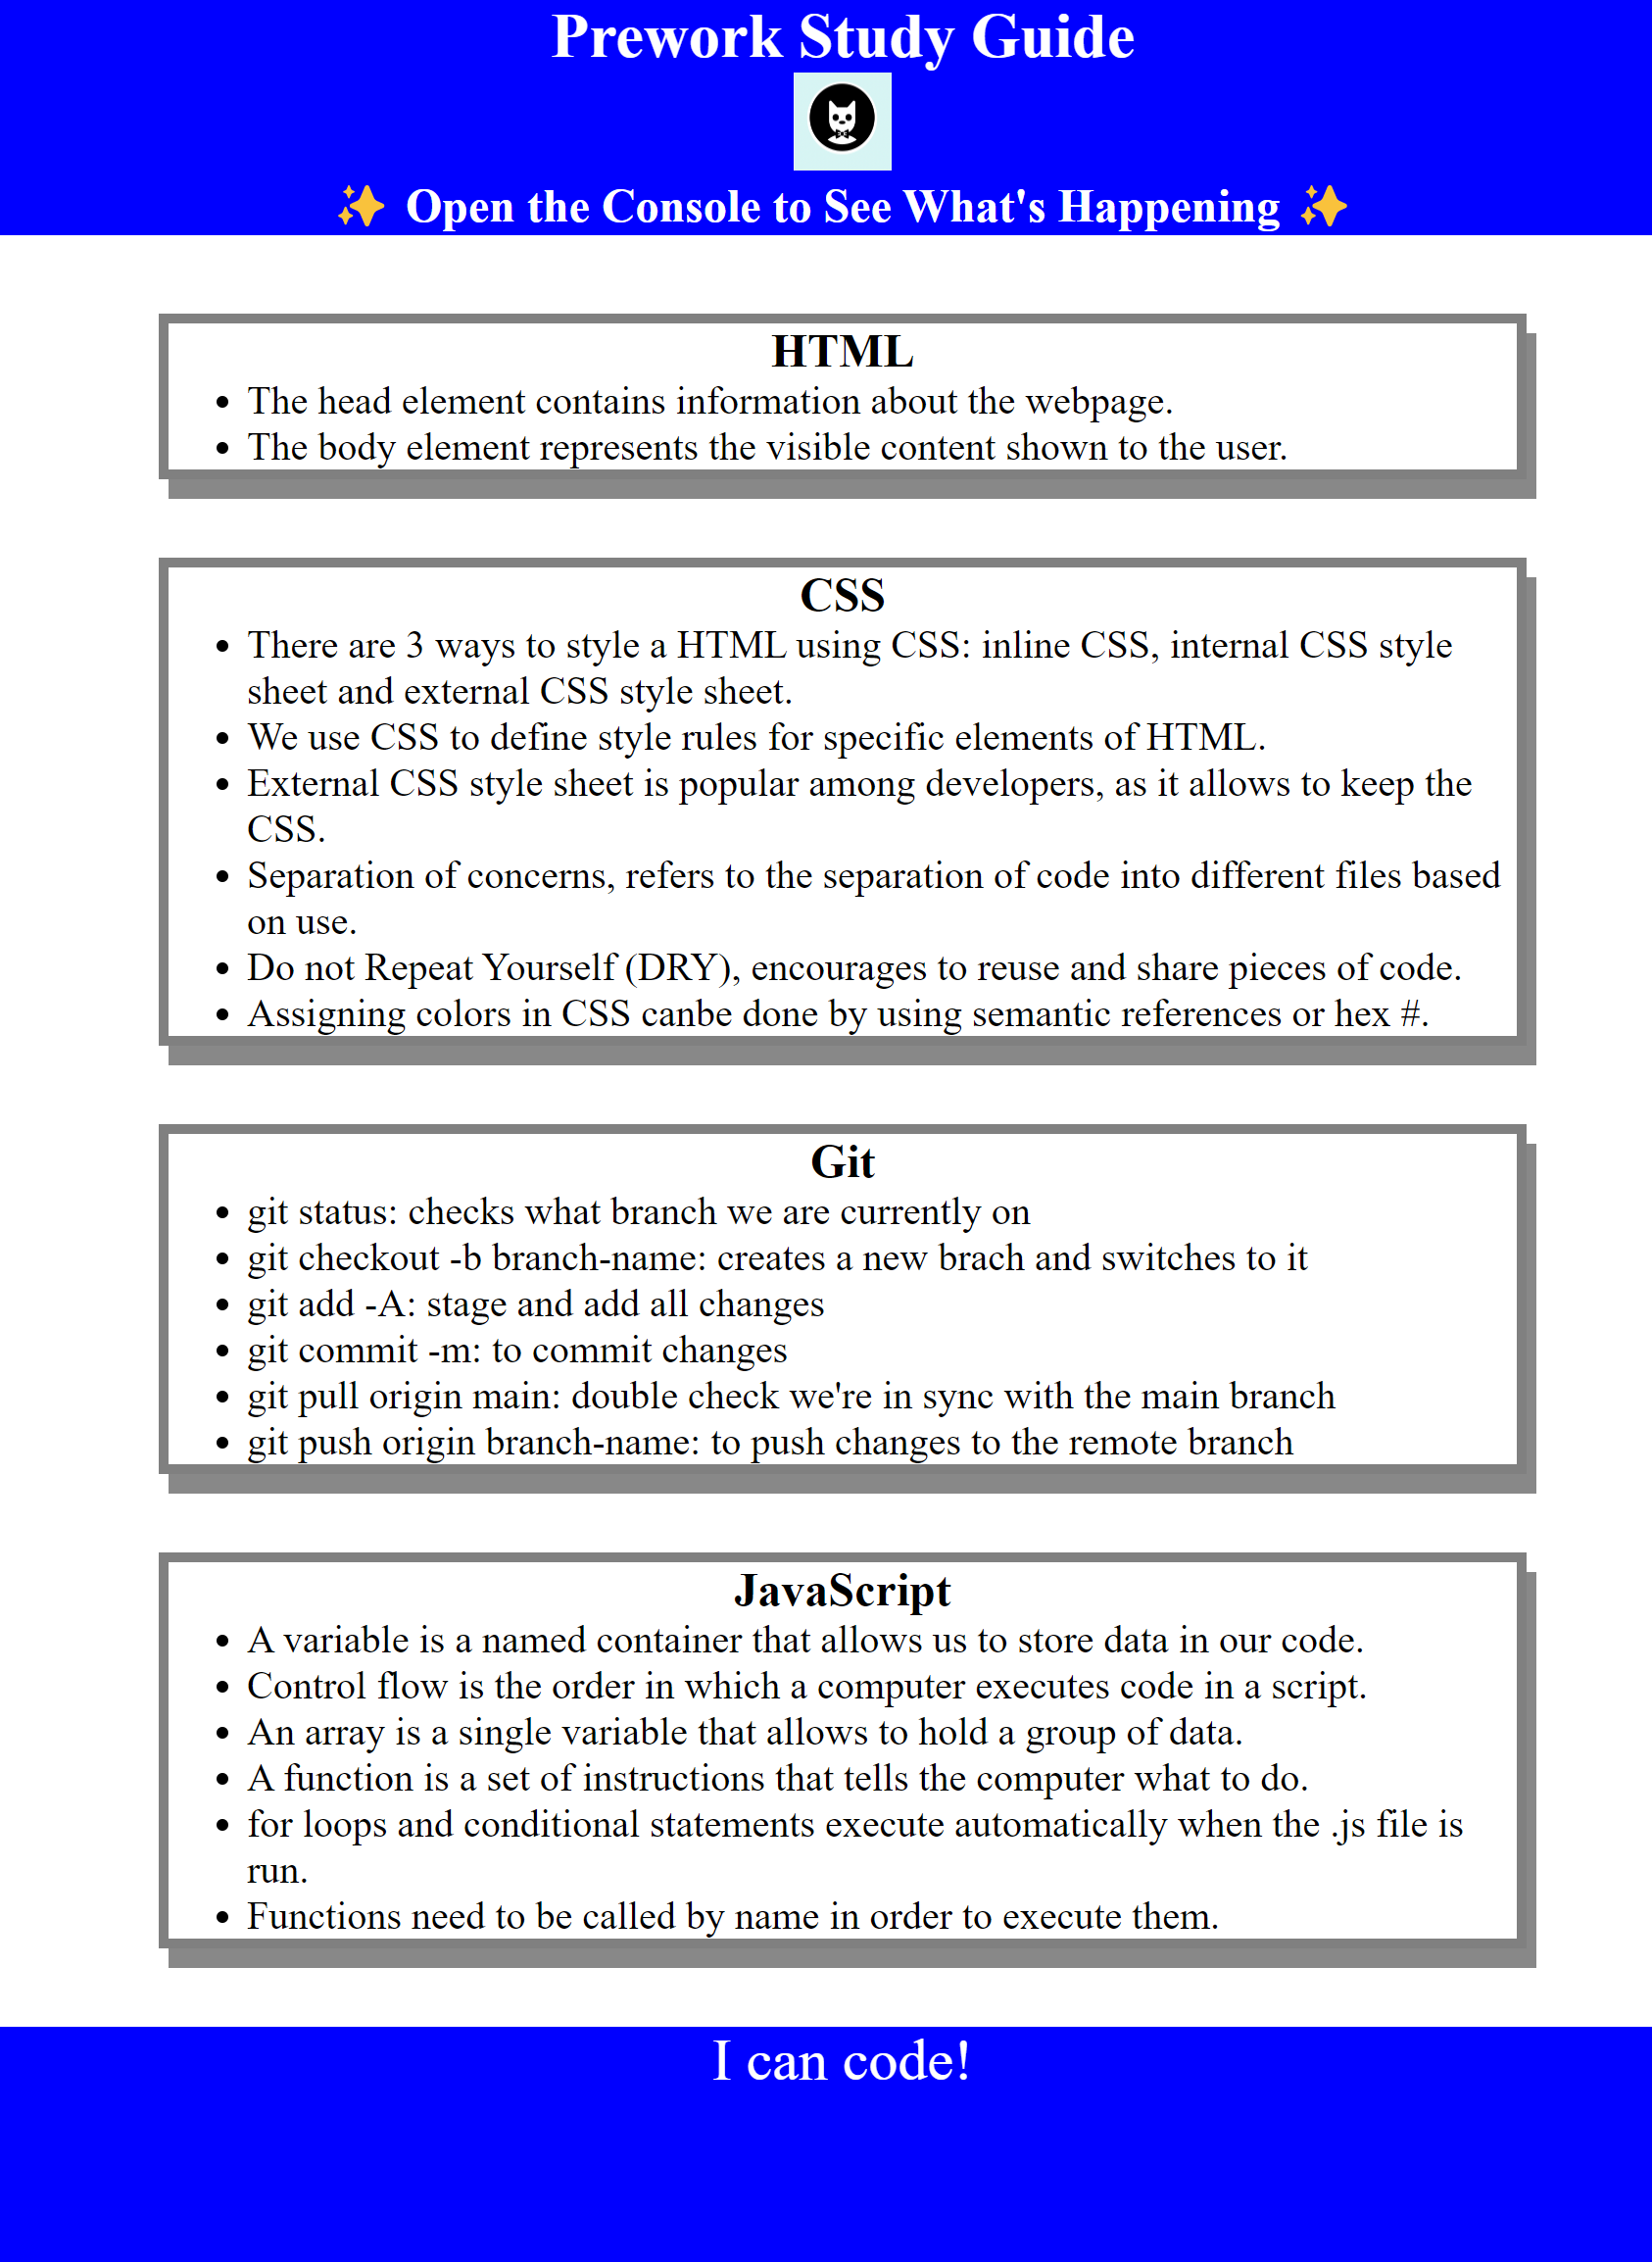 Prework Study Guide
✨ Open the Console to See What's Happening ✨
HTML
• The head element contains information about the webpage.
• The body element represents the visible content shown to the user.
CSS
• There are 3 ways to style a HTML using CSS: inline CSS, internal CSS style
sheet and external CSS style sheet.
• We use CSS to define style rules for specific elements of HTML.
• External CSS style sheet is popular among developers, as it allows to keep the
CSS.
• Separation of concerns, refers to the separation of code into different files based
on use.
• Do not Repeat Yourself (DRY), encourages to reuse and share pieces of code.
• Assigning colors in CSS canbe done by using semantic references or hex #.
Git
• git status: checks what branch we are currently on
• git checkout -b branch-name: creates a new brach and switches to it
• git add -A: stage and add all changes
• git commit -m: to commit changes
• git pull origin main: double check we're in sync with the main branch
• git push origin branch-name: to push changes to the remote branch
JavaScript
• A variable is a named container that allows us to store data in our code.
• Control flow is the order in which a computer executes code in a script.
• An array is a single variable that allows to hold a group of data.
• A function is a set of instructions that tells the computer what to do.
• for loops and conditional statements execute automatically when the .js file is
run.
• Functions need to be called by name in order to execute them.
I can code!